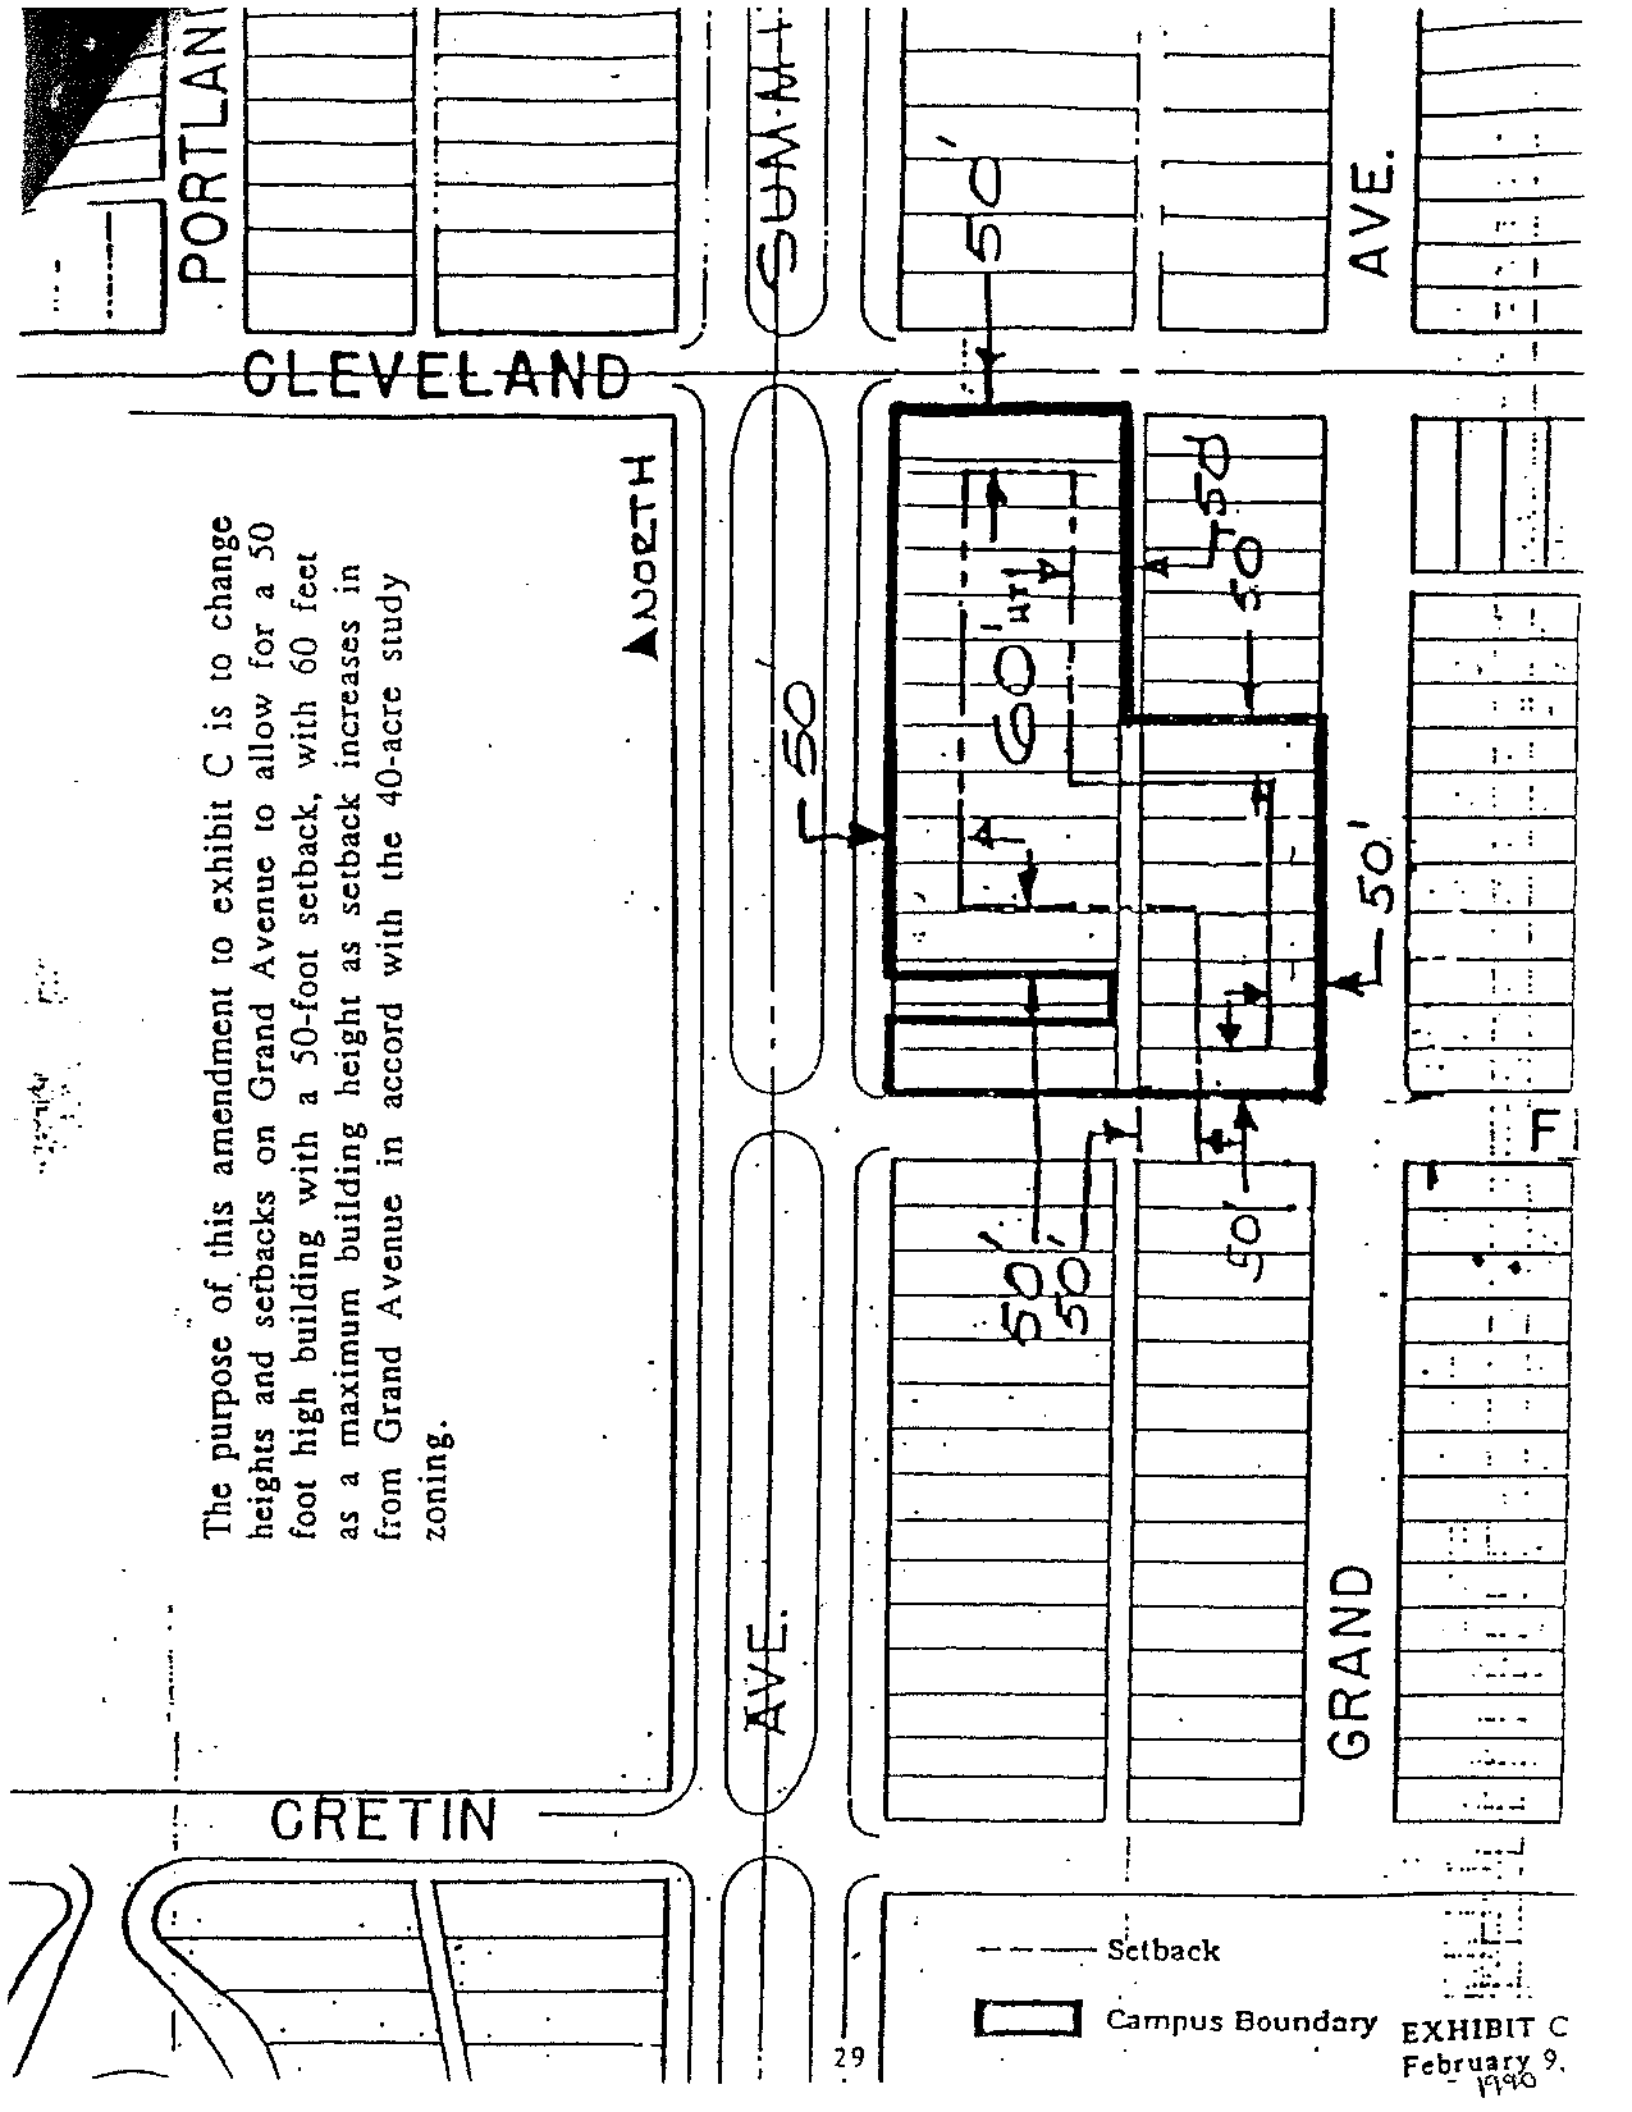 The purpose of this amendment to exhibit C is to change
heights and setbacks on Grand Avenue to allow for a 50
foot high building with a 50-foot setback, with 60 feet
as a maximum building height as setback increases in
from Grand Avenue in accord with the 40-acre study
zoning.
PORTLAN
CLEVELAND
NORTH
SUMMIT
AVE.
50'
50
60'
50
50'
50'
50'
50'
AVE.
GRAND
F
CRETIN
Setback
Campus Boundary
EXHIBIT C
February 9,
1990
29